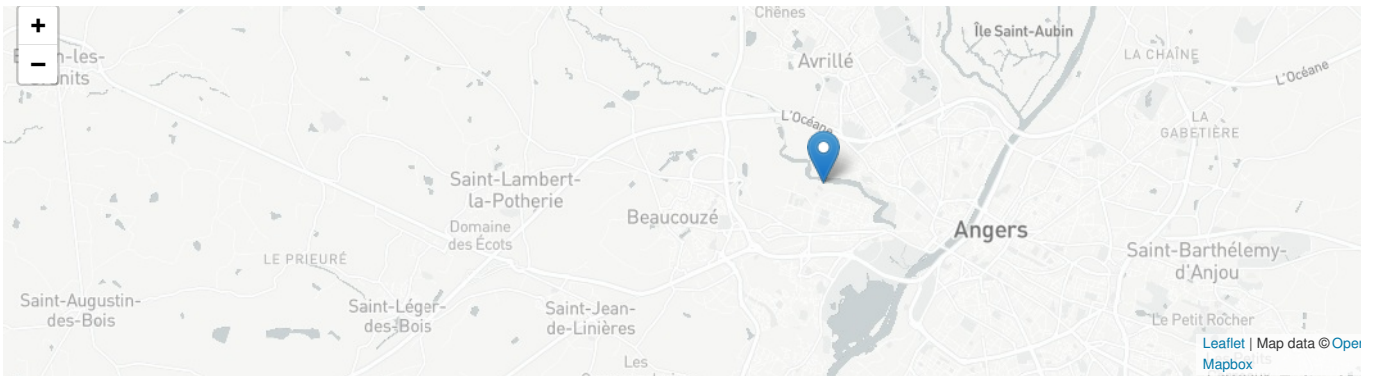 +
−
Chênes
Île Saint-Aubin
LA CHAÎNE
Avrillé
L'Océane
L'Océane
LA
GABETIÈRE
Saint-Lambert-
la-Potherie
Beaucouzé
Domaine
des Écots
Angers
LE PRIEURÉ
Saint-Barthélemy-
d'Anjou
Saint-Augustin-
des-Bois
Saint-Léger-
des-Bois
Saint-Jean-
de-Linières
Le Petit Rocher
Les
Leaflet | Map data © Open
Mapbox